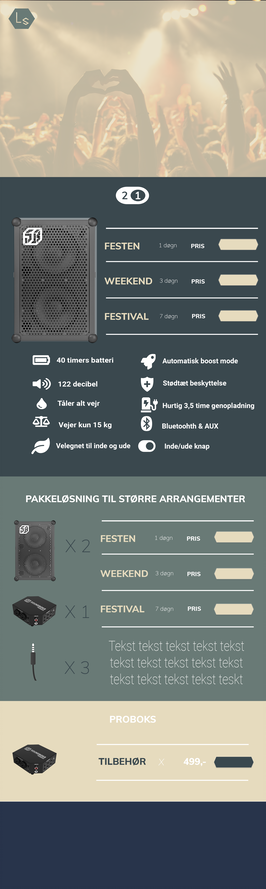 LS
2 1
FESTEN 1 døgn PRIS
WEEKEND 3 døgn PRIS
FESTIVAL 7 døgn PRIS
40 timers batteri
Automatisk boost mode
122 decibel
Stødtæt beskyttelse
Tåler alt vejr
Hurtig 3,5 time genopladning
Vejer kun 15 kg
Bluetoohth & AUX
Velegnet til inde og ude
Inde/ude knap
PAKKELØSNING TIL STØRRE ARRANGEMENTER
X 2
FESTEN 1 døgn PRIS
WEEKEND 3 døgn PRIS
X 1
FESTIVAL 7 døgn PRIS
X 3
Tekst tekst tekst tekst tekst
tekst tekst tekst tekst tekst
tekst tekst tekst tekst teskt
PROBOKS
TILBEHØR X 499,-